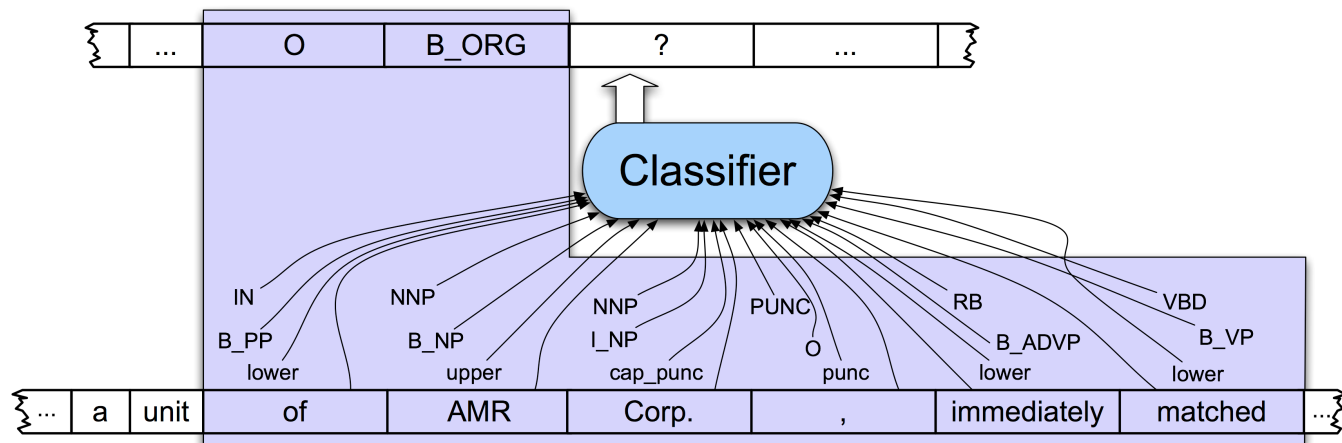 ... O B_ORG ? ...
Classifier
IN NNP NNP PUNC RB VBD
B_PP B_NP I_NP O B_ADVP B_VP
lower upper cap_punc punc lower lower
... a unit of AMR Corp. , immediately matched ...